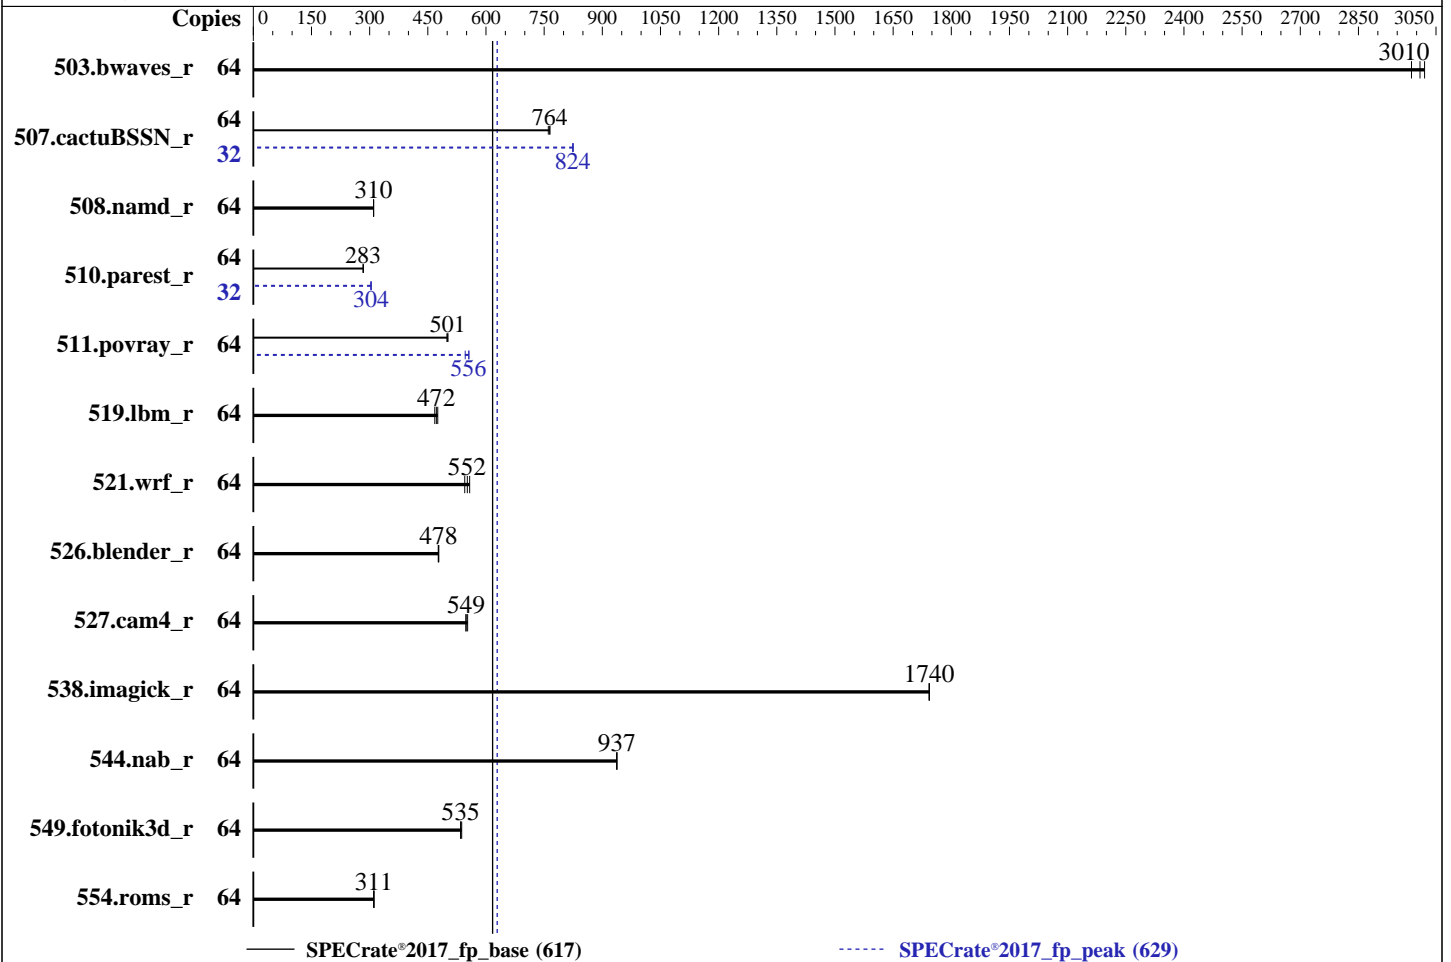 Copies 0 150 300 450 600 750 900 1050 1200 1350 1500 1650 1800 1950 2100 2250 2400 2550 2700 2850 3050
503.bwaves_r 64 3010
507.cactuBSSN_r 64 764
32 824
508.namd_r 64 310
510.parest_r 64 283
32 304
511.povray_r 64 501
556
519.lbm_r 64 472
521.wrf_r 64 552
526.blender_r 64 478
527.cam4_r 64 549
538.imagick_r 64 1740
544.nab_r 64 937
549.fotonik3d_r 64 535
554.roms_r 64 311
SPECrate®2017_fp_base (617) SPECrate®2017_fp_peak (629)